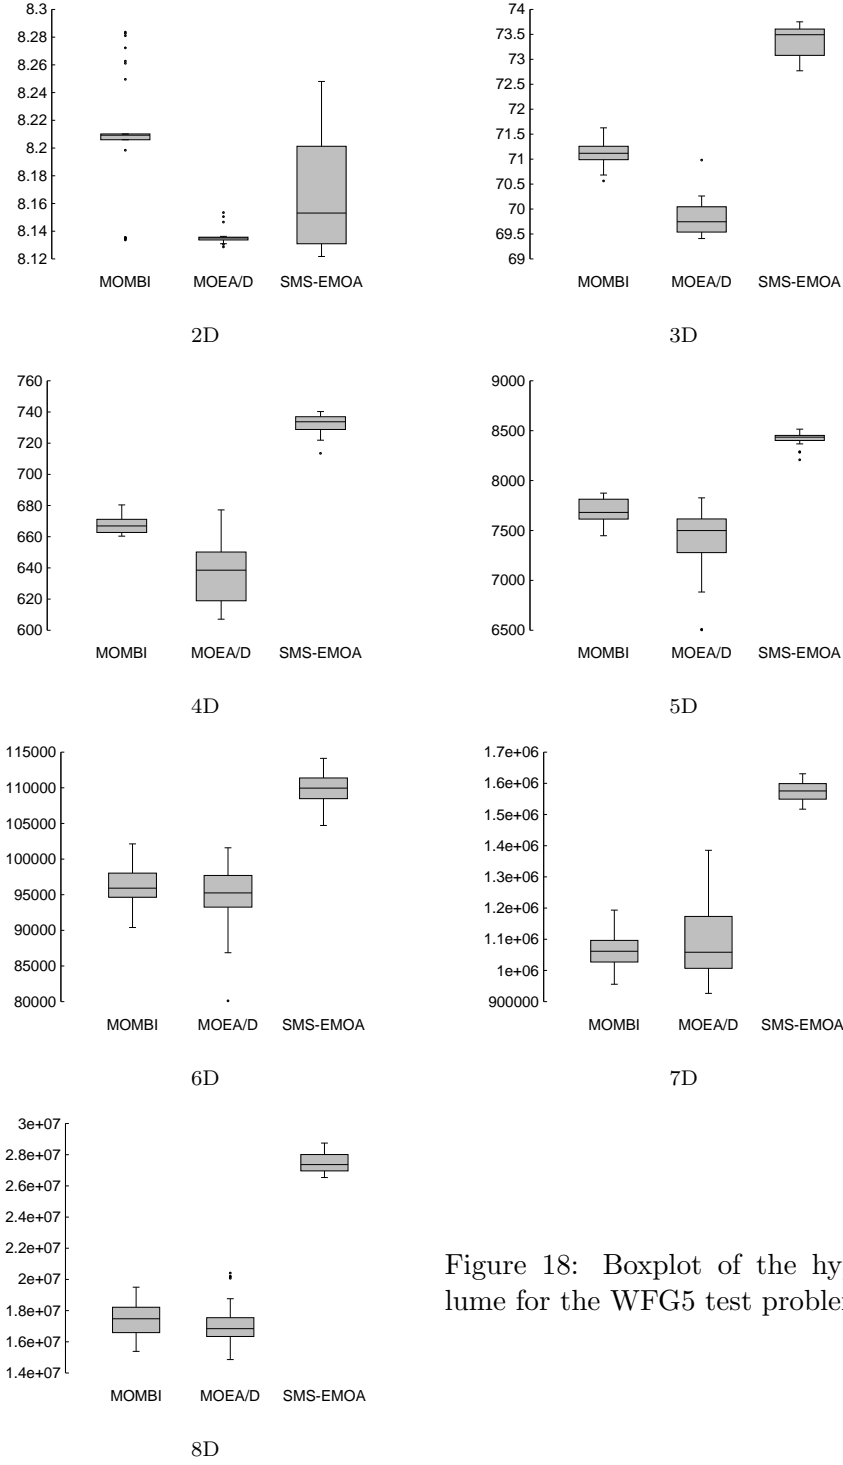 8.3
8.28
8.26
8.24
8.22
8.2
8.18
8.16
8.14
8.12
MOMBI MOEA/D SMS-EMOA
2D
74
73.5
73
72.5
72
71.5
71
70.5
70
69.5
69
MOMBI MOEA/D SMS-EMOA
3D
760
740
720
700
680
660
640
620
600
MOMBI MOEA/D SMS-EMOA
4D
9000
8500
8000
7500
7000
6500
MOMBI MOEA/D SMS-EMOA
5D
115000
110000
105000
100000
95000
90000
85000
80000
MOMBI MOEA/D SMS-EMOA
6D
1.7e+06
1.6e+06
1.5e+06
1.4e+06
1.3e+06
1.2e+06
1.1e+06
1e+06
900000
MOMBI MOEA/D SMS-EMOA
7D
3e+07
2.8e+07
2.6e+07
2.4e+07
2.2e+07
2e+07
1.8e+07
1.6e+07
1.4e+07
MOMBI MOEA/D SMS-EMOA
8D
Figure 18: Boxplot of the hy
lume for the WFG5 test proble